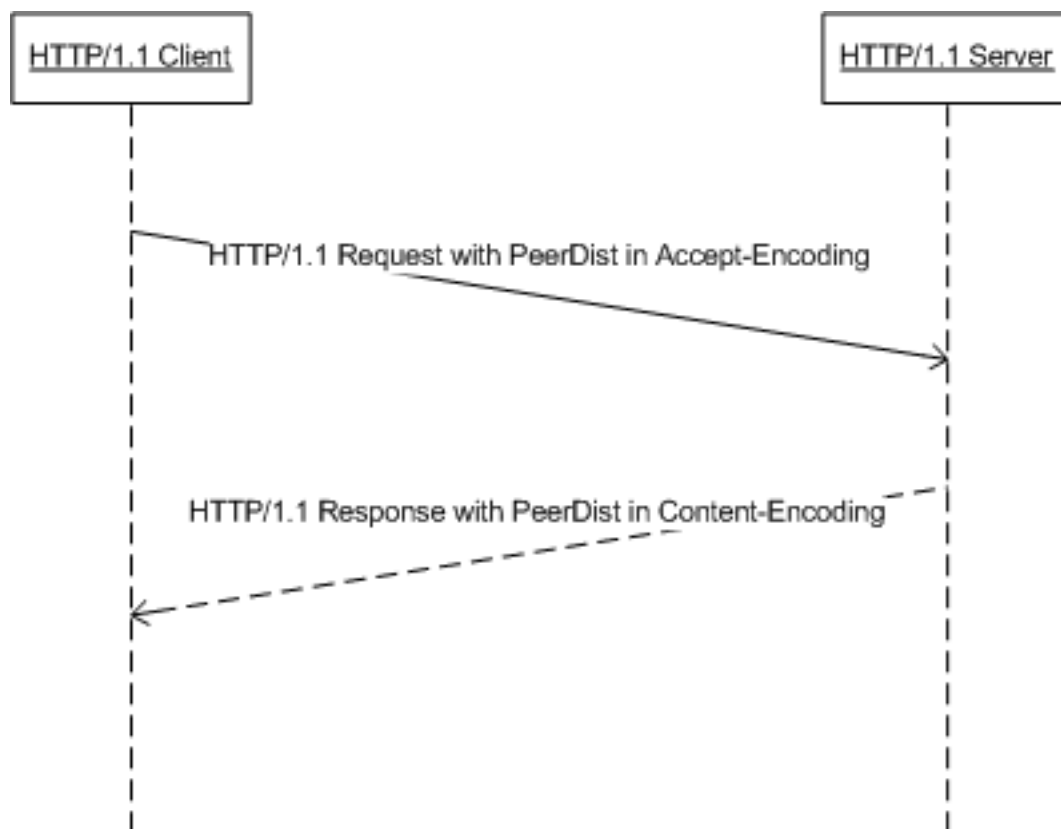 HTTP/1.1 Client
HTTP/1.1 Server
HTTP/1.1 Request with PeerDist in Accept-Encoding
HTTP/1.1 Response with PeerDist in Content-Encoding